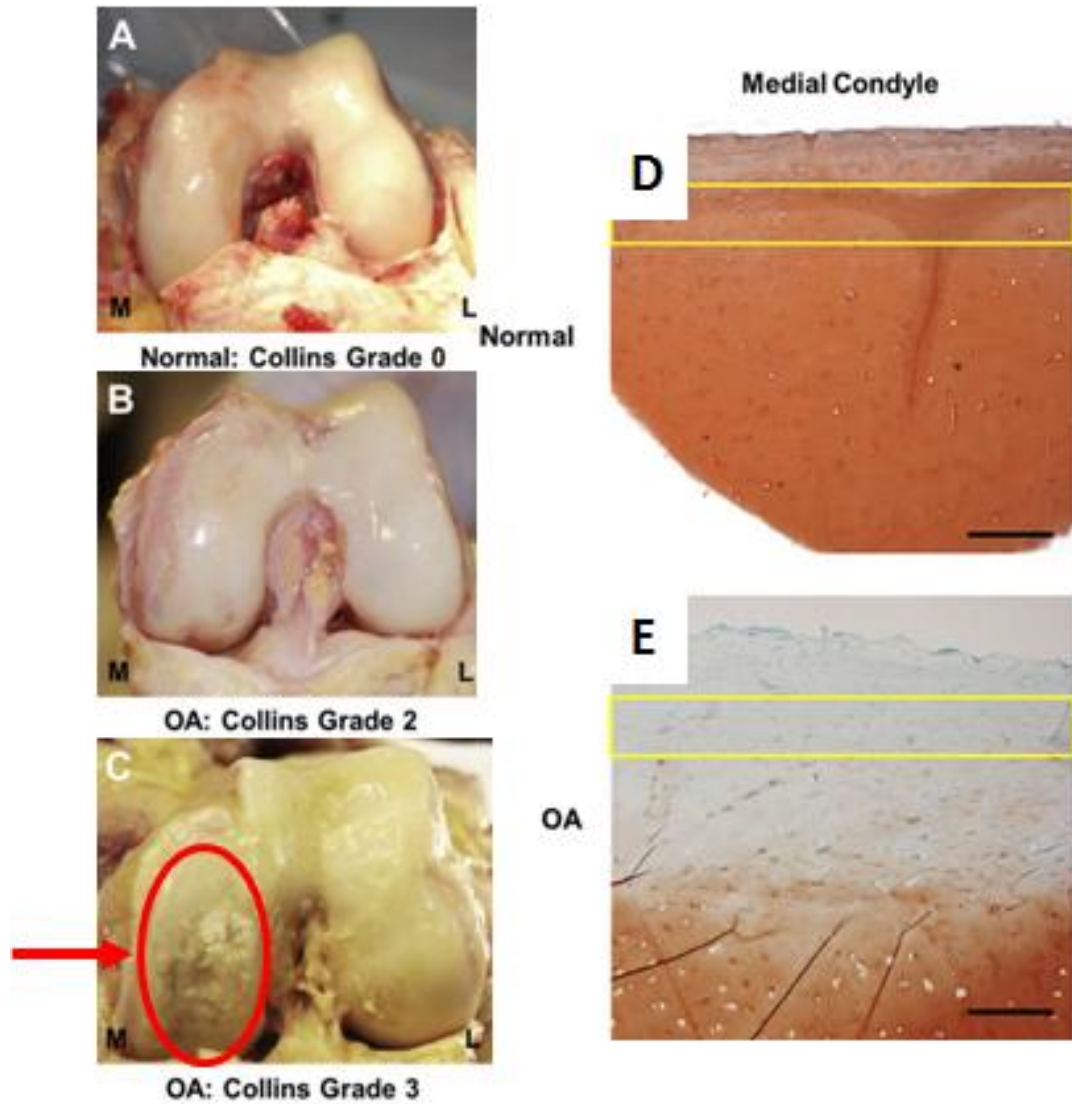 A
M L
Normal: Collins Grade 0
B
M L
OA: Collins Grade 2
C
M L
OA: Collins Grade 3
Medial Condyle
Normal
D
OA
E